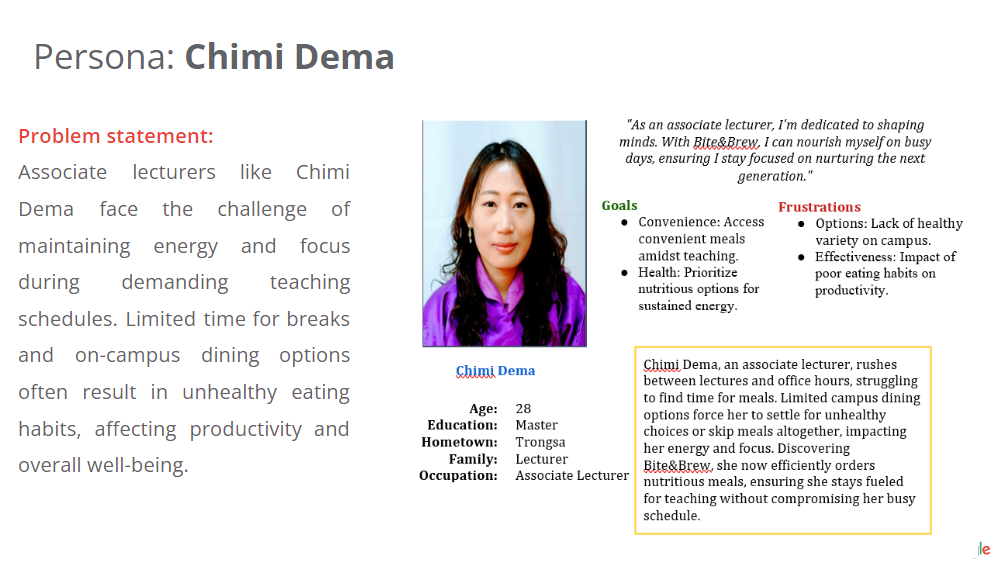 Persona: Chimi Dema
Problem statement:
Associate lecturers like Chimi
Dema face the challenge of
maintaining energy and focus
during demanding teaching
schedules. Limited time for breaks
and on-campus dining options
often result in unhealthy eating
habits, affecting productivity and
overall well-being.
"As an associate lecturer, I'm dedicated to shaping
minds. With Bite&Brew, I can nourish myself on busy
days, ensuring I stay focused on nurturing the next
generation."
Goals
● Convenience: Access
convenient meals
amidst teaching.
● Health: Prioritize
nutritious options for
sustained energy.
Frustrations
● Options: Lack of healthy
variety on campus.
● Effectiveness: Impact of
poor eating habits on
productivity.
Chimi Dema
Age: 28
Education: Master
Hometown: Trongsa
Family: Lecturer
Occupation: Associate Lecturer
Chimi Dema, an associate lecturer, rushes
between lectures and office hours, struggling
to find time for meals. Limited campus dining
options force her to settle for unhealthy
choices or skip meals altogether, impacting
her energy and focus. Discovering
Bite&Brew, she now efficiently orders
nutritious meals, ensuring she stays fueled
for teaching without compromising her busy
schedule.
le